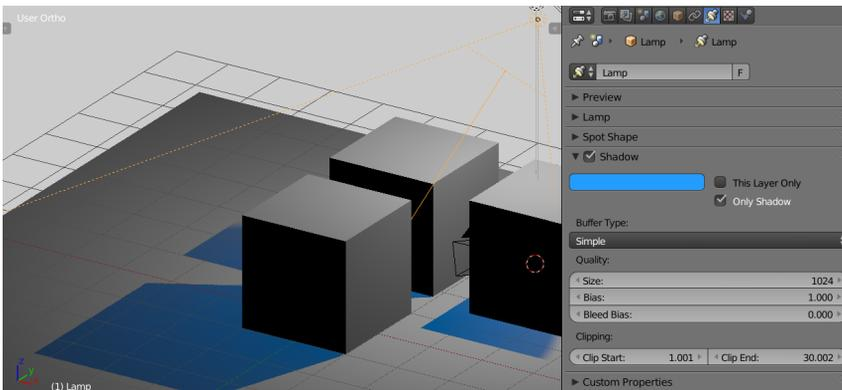 User Ortho
Lamp
Lamp
Lamp
F
Preview
Lamp
Spot Shape
Shadow
This Layer Only
Only Shadow
Buffer Type:
Simple
Quality:
Size: 1024
Bias: 1.000
Bleed Bias: 0.000
Clipping:
Clip Start: 1.001 Clip End: 30.002
Custom Properties
z
y
x
(1) Lamp